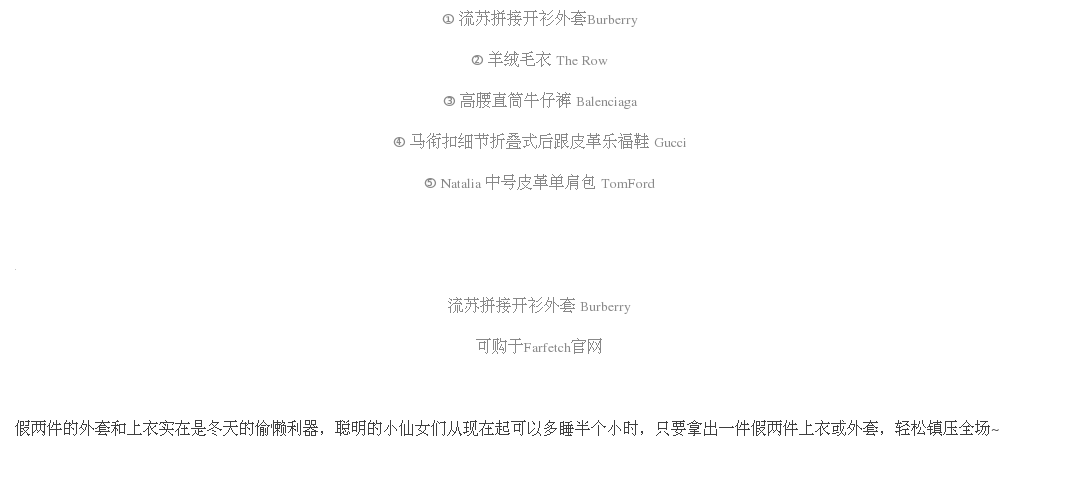 ① 流苏拼接开衫外套Burberry
② 羊绒毛衣 The Row
③ 高腰直筒牛仔裤 Balenciaga
④ 马衔扣细节折叠式后跟皮革乐福鞋 Gucci
⑤ Natalia 中号皮革单肩包 TomFord
流苏拼接开衫外套 Burberry
可购于Farfetch官网
假两件的外套和上衣实在是冬天的偷懒利器，聪明的小仙女们从现在起可以多睡半个小时，只要拿出一件假两件上衣或外套，轻松镇压全场~